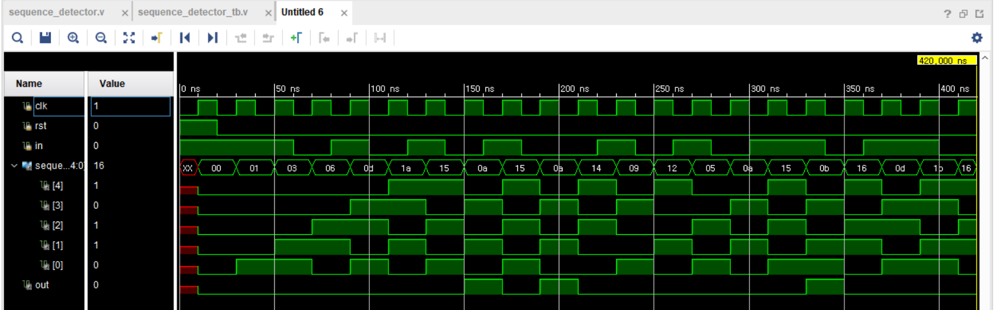 sequence_detector.v × sequence_detector_tb.v × Untitled 6 ×
?
420,000 ns
Name Value
0 ns 50 ns 100 ns 150 ns 200 ns 250 ns 300 ns 350 ns 400 ns
clk 1
rst 0
in 0
seque...4:0] 16 XX 00 01 03 06 0d 1a 15 0a 15 0a 14 09 12 05 0a 15 0b 16 0d 1b 16
[4] 1
[3] 0
[2] 1
[1] 1
[0] 0
out 0